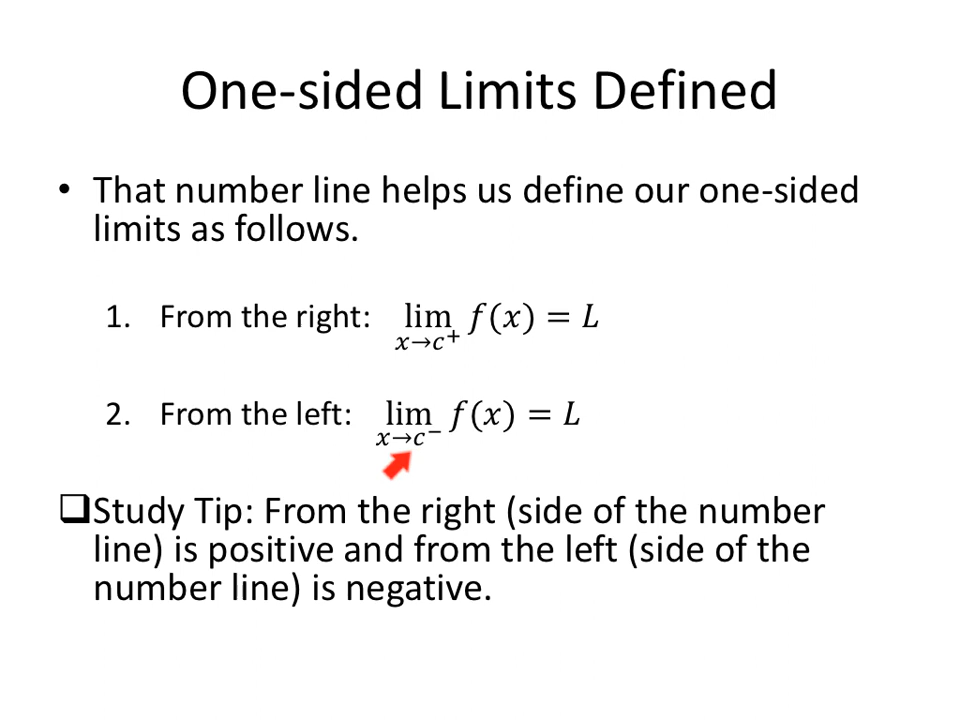 One-sided Limits Defined
• That number line helps us define our one-sided
limits as follows.
1. From the right: lim x→c⁺ f(x) = L
2. From the left: lim x→c⁻ f(x) = L
❑Study Tip: From the right (side of the number
line) is positive and from the left (side of the
number line) is negative.